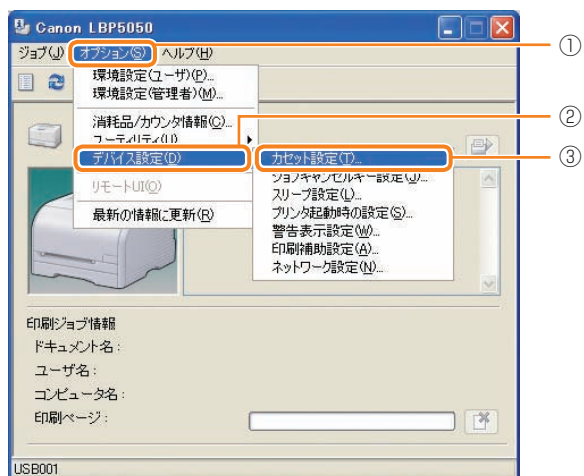 Canon LBP5050
ジョブ(J) オプション(S) ヘルプ(H)
①
環境設定(ユーザ)(P)...
環境設定(管理者)(M)...
消耗品/カウンタ情報(C)...
②
ユーティリティ(U)
デバイス設定(D)
カセット設定(T)...
③
ジョブキャンセルキー設定(J)...
リモートUI(O)
スリープ設定(L)...
最新の情報に更新(R)
プリンタ起動時の設定(S)...
警告表示設定(W)...
印刷補助設定(A)...
ネットワーク設定(N)...
印刷ジョブ情報
ドキュメント名:
ユーザ名:
コンピュータ名:
印刷ページ:
USB001